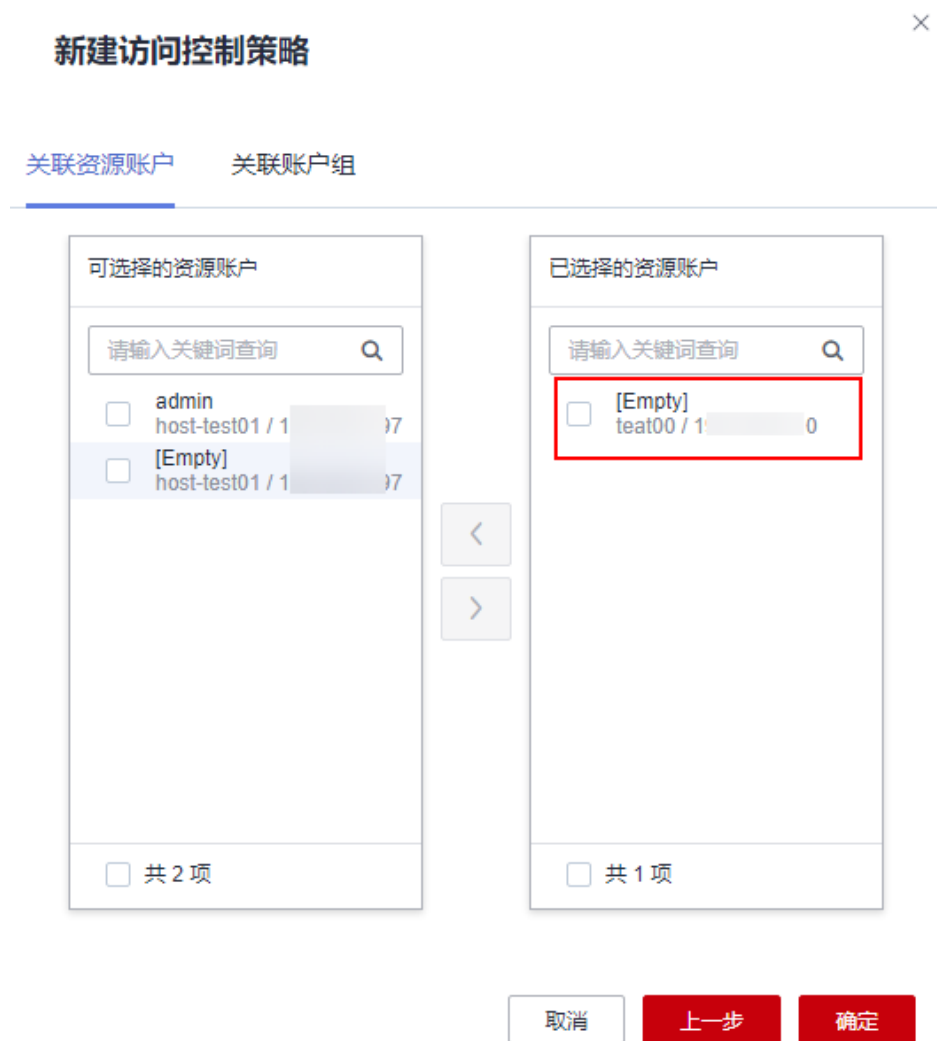 新建访问控制策略
关联资源账户 关联账户组
可选择的资源账户
请输入关键词查询
admin
host-test01 / 1 97
[Empty]
host-test01 / 1 97
共 2 项
已选择的资源账户
请输入关键词查询
[Empty]
teat00 / 1 0
共 1 项
取消 上一步 确定